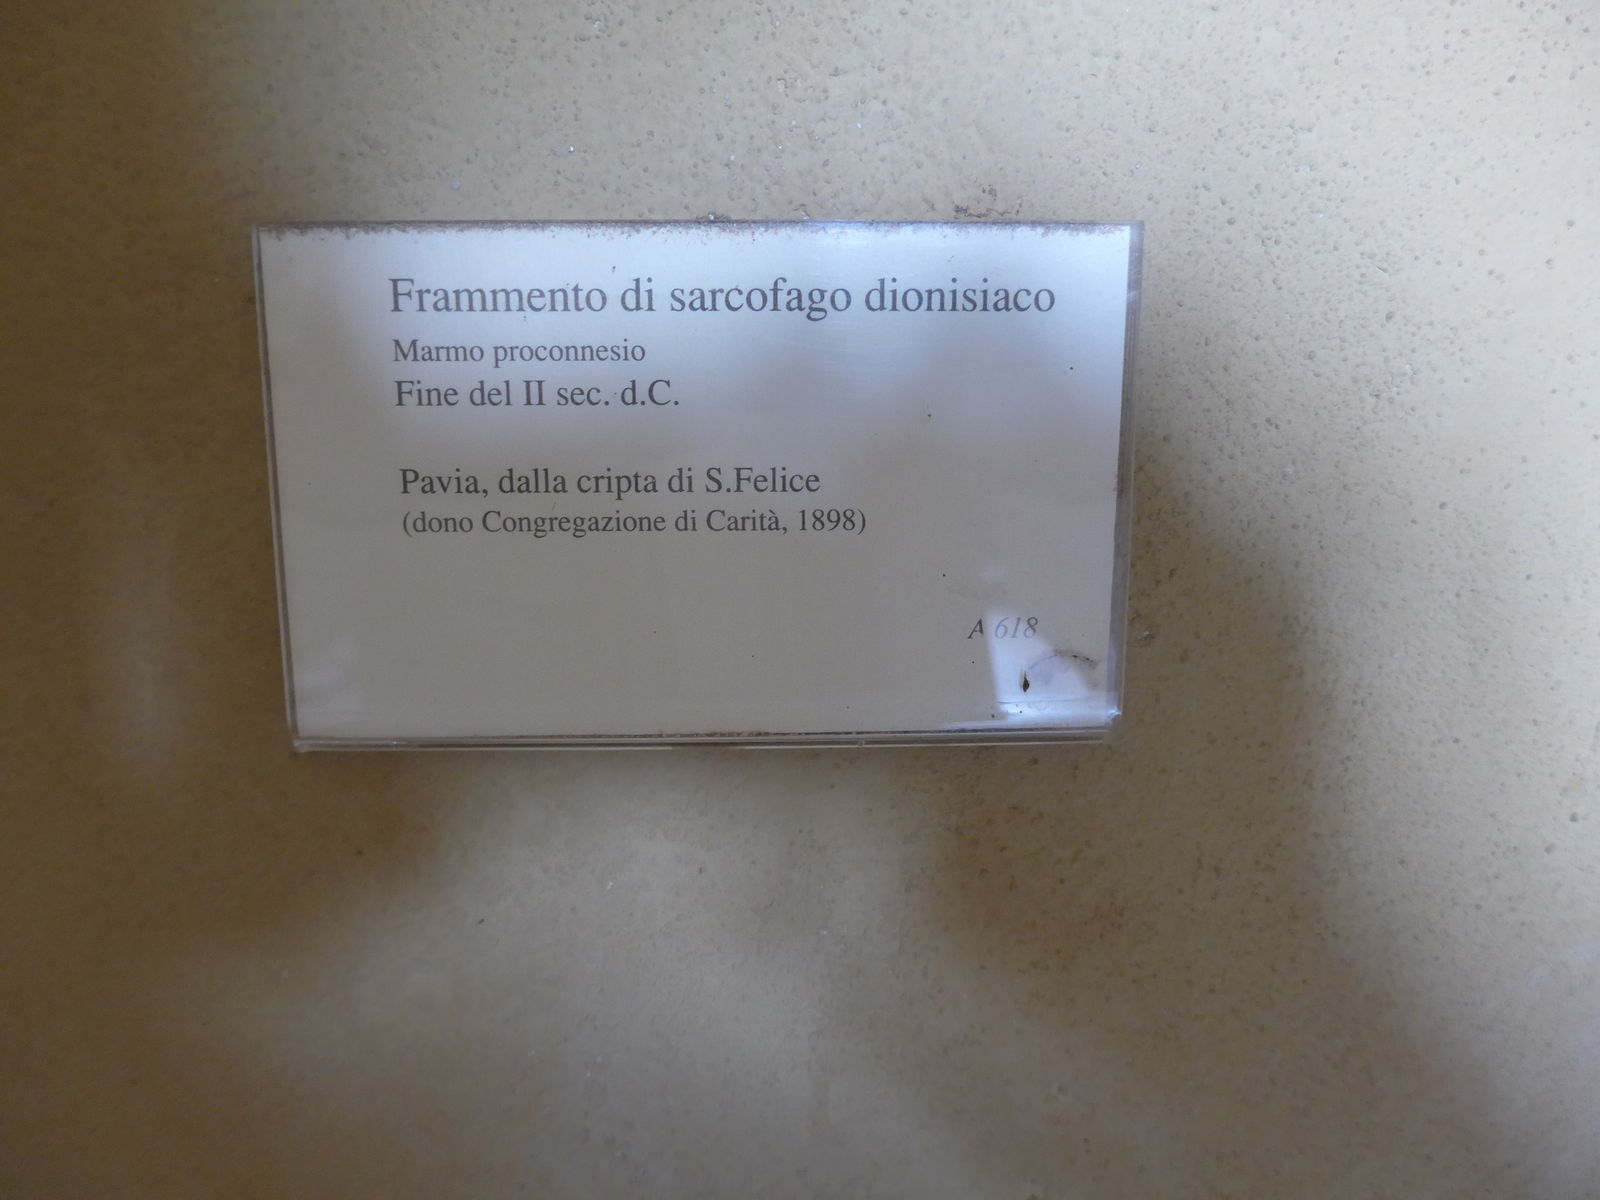 Frammento di sarcofago dionisiaco
Marmo proconnesio
Fine del II sec. d.C.
Pavia, dalla cripta di S.Felice
(dono Congregazione di Carità, 1898)
A 618